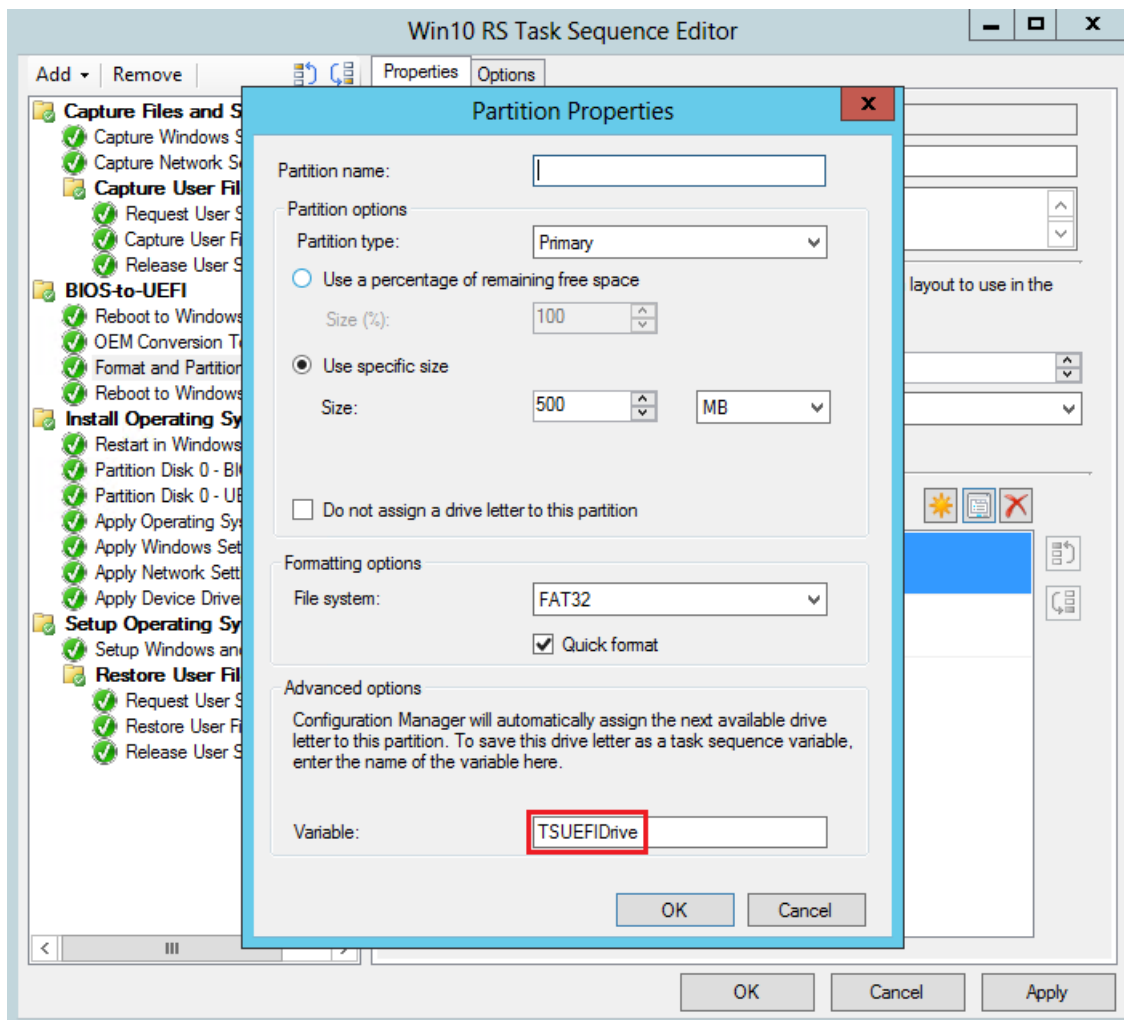 Win10 RS Task Sequence Editor
Add
Remove
Properties
Options
Capture Files and S
Capture Windows S
Capture Network Se
Capture User Fil
Request User S
Capture User Fi
Release User S
BIOS-to-UEFI
Reboot to Windows
OEM Conversion T
Format and Partition
Reboot to Windows
Install Operating Sy
Restart in Windows
Partition Disk 0 - BI
Partition Disk 0 - UE
Apply Operating Sys
Apply Windows Set
Apply Network Setti
Apply Device Drive
Setup Operating Sy
Setup Windows an
Restore User Fil
Request User S
Restore User Fi
Release User S
Partition Properties
Partition name:
Partition options
Partition type:
Primary
Use a percentage of remaining free space
Size (%):
100
Use specific size
Size:
500
MB
Do not assign a drive letter to this partition
Formatting options
File system:
FAT32
Quick format
Advanced options
Configuration Manager will automatically assign the next available drive
letter to this partition. To save this drive letter as a task sequence variable,
enter the name of the variable here.
Variable:
TSUEFIDrive
OK
Cancel
layout to use in the
OK
Cancel
Apply